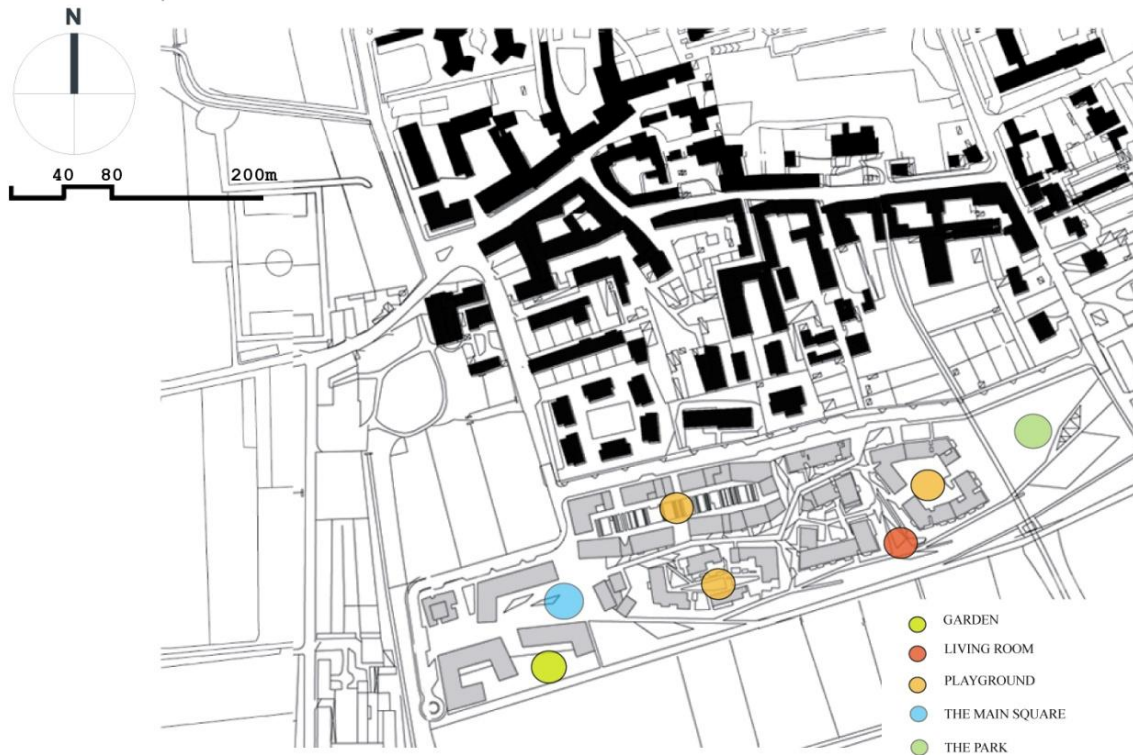 N
40 80 200m
GARDEN
LIVING ROOM
PLAYGROUND
THE MAIN SQUARE
THE PARK